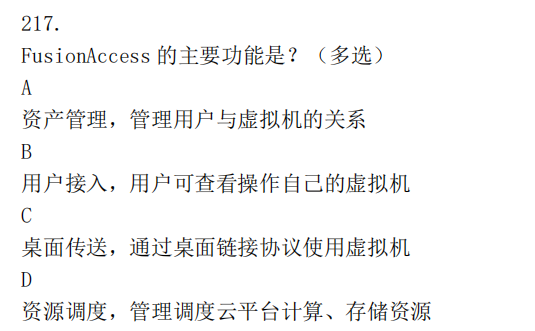 217.
FusionAccess 的主要功能是？（多选）
A
资产管理，管理用户与虚拟机的关系
B
用户接入，用户可查看操作自己的虚拟机
C
桌面传送，通过桌面链接协议使用虚拟机
D
资源调度，管理调度云平台计算、存储资源